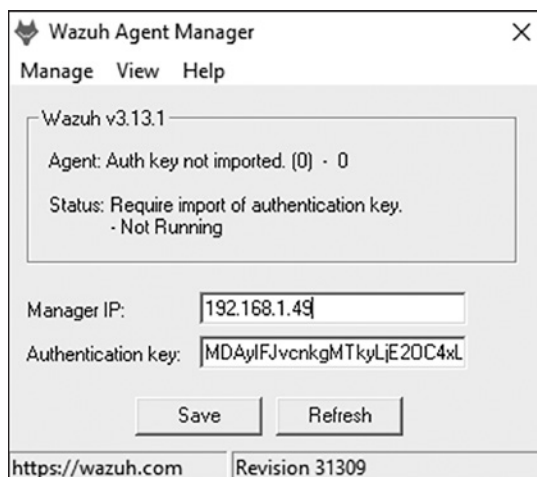 Wazuh Agent Manager
Manage View Help
Wazuh v3.13.1
Agent: Auth key not imported. (0) - 0
Status: Require import of authentication key.
- Not Running
Manager IP: 192.168.1.49
Authentication key: MDAyIFJvcnkgMTkyLjE2OC4xL
Save Refresh
https://wazuh.com Revision 31309